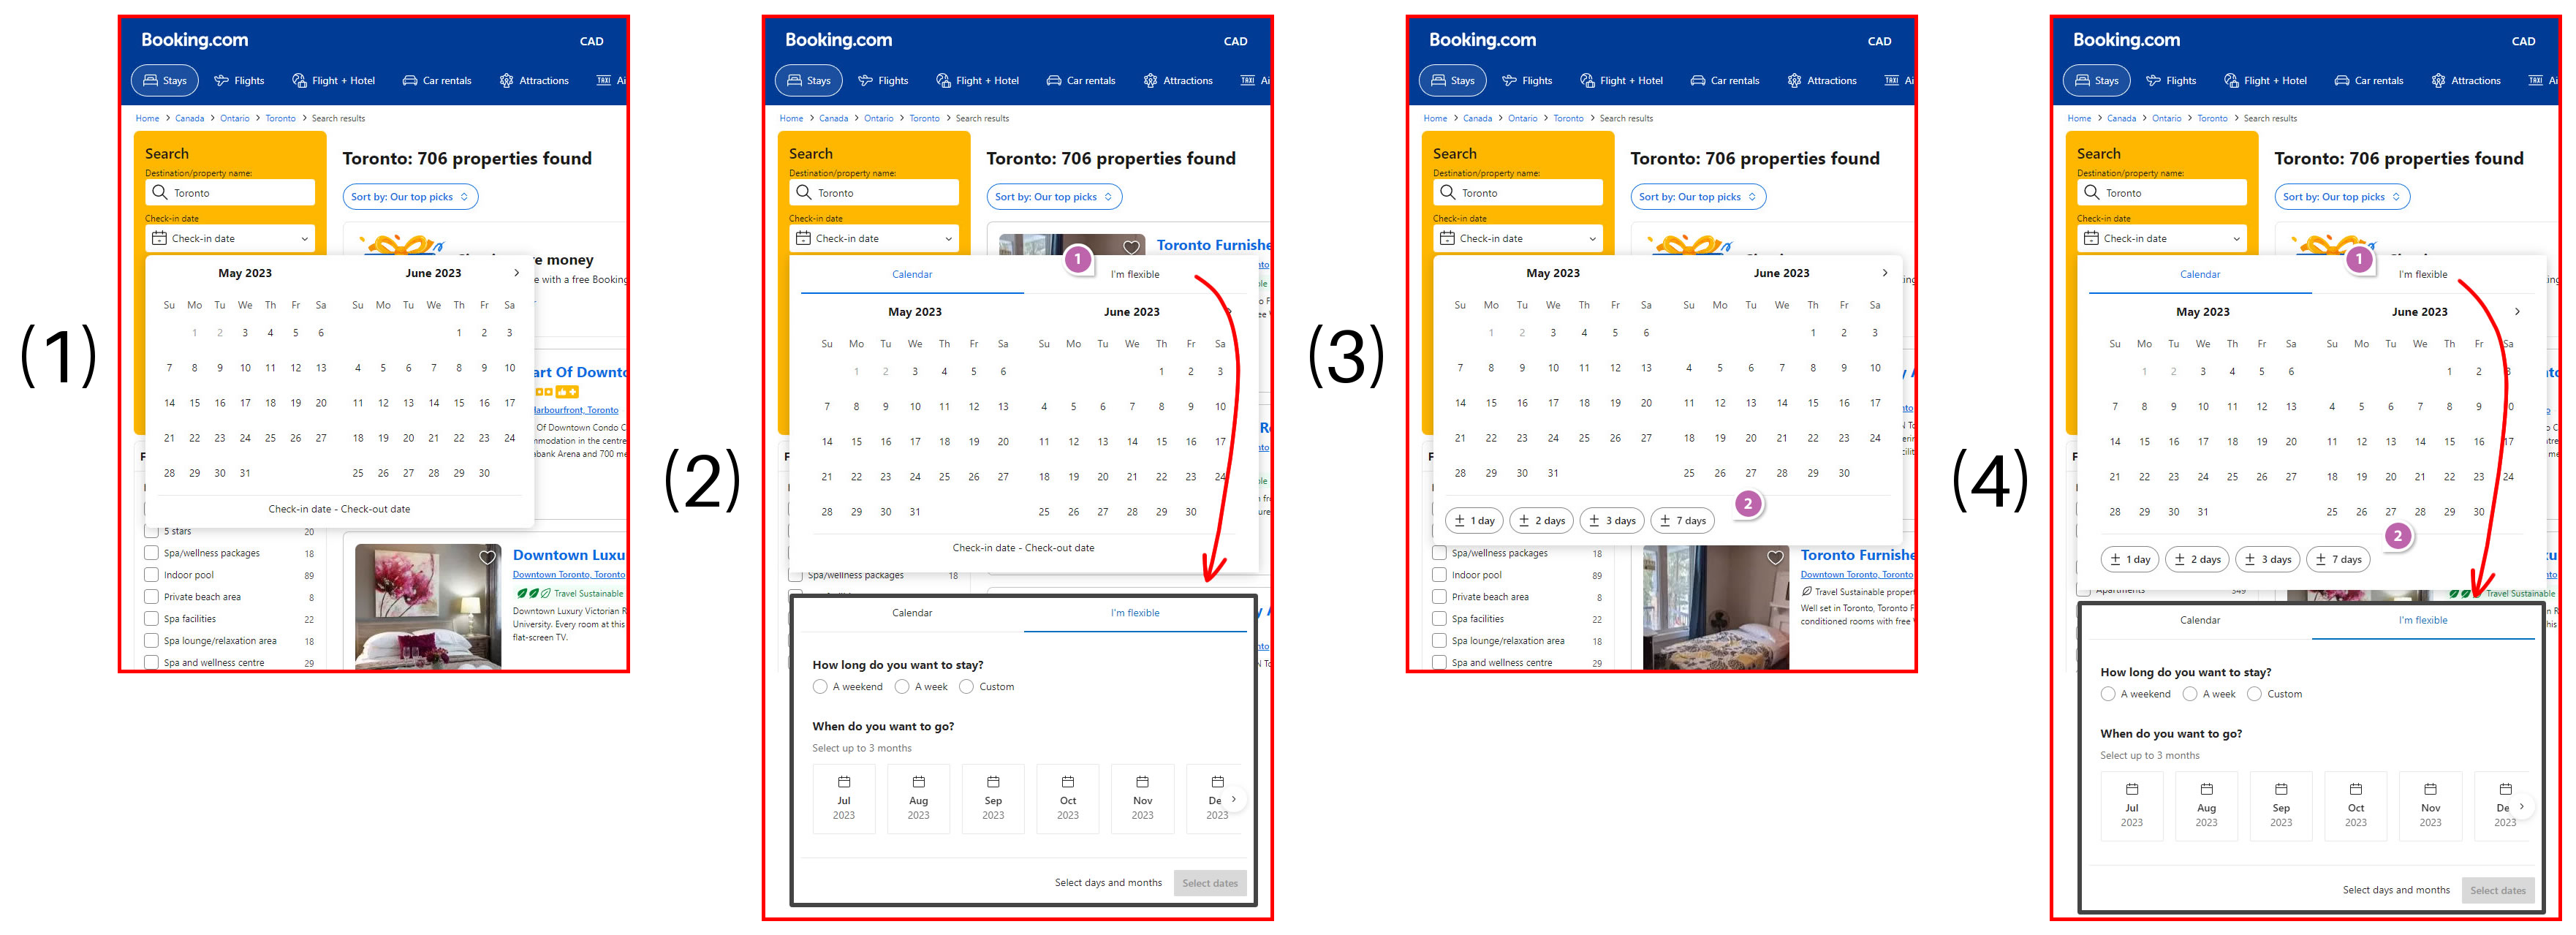 (1)
Booking.com CAD
Stays Flights Flight + Hotel Car rentals Attractions TAXI Ai
Home > Canada > Ontario > Toronto > Search results
Search
Destination/property name:
Toronto
Check-in date
Check-in date
Toronto: 706 properties found
Sort by: Our top picks
e money
with a free Booking
May 2023 June 2023
Su Mo Tu We Th Fr Sa Su Mo Tu We Th Fr Sa
1 2 3 4 5 6 1 2 3
7 8 9 10 11 12 13 4 5 6 7 8 9 10
14 15 16 17 18 19 20 11 12 13 14 15 16 17
21 22 23 24 25 26 27 18 19 20 21 22 23 24
28 29 30 31 25 26 27 28 29 30
Check-in date - Check-out date
art Of Downto
Harbourfront, Toronto
Of Downtown Condo C
mmodation in the centre
abank Arena and 700 me
5 stars 20
Spa/wellness packages 18
Indoor pool 89
Private beach area 8
Spa facilities 22
Spa lounge/relaxation area 18
Spa and wellness centre 29
Downtown Luxu
Downtown Toronto, Toronto
Travel Sustainable
Downtown Luxury Victorian R
University. Every room at this
flat-screen TV.
(2)
Booking.com CAD
Stays Flights Flight + Hotel Car rentals Attractions TAXI Ai
Home > Canada > Ontario > Toronto > Search results
Search
Destination/property name:
Toronto
Check-in date
Check-in date
Toronto: 706 properties found
Sort by: Our top picks
Toronto Furnishe
1
Calendar I'm flexible
May 2023 June 2023
Su Mo Tu We Th Fr Sa Su Mo Tu We Th Fr Sa
1 2 3 4 5 6 1 2 3
7 8 9 10 11 12 13 4 5 6 7 8 9 10
14 15 16 17 18 19 20 11 12 13 14 15 16 17
21 22 23 24 25 26 27 18 19 20 21 22 23 24
28 29 30 31 25 26 27 28 29 30
Check-in date - Check-out date
Spa/wellness packages 18
Calendar I'm flexible
How long do you want to stay?
A weekend A week Custom
When do you want to go?
Select up to 3 months
Jul Aug Sep Oct Nov De
2023 2023 2023 2023 2023 2023
Select days and months Select dates
(3)
Booking.com CAD
Stays Flights Flight + Hotel Car rentals Attractions TAXI Ai
Home > Canada > Ontario > Toronto > Search results
Search
Destination/property name:
Toronto
Check-in date
Check-in date
Toronto: 706 properties found
Sort by: Our top picks
May 2023 June 2023
Su Mo Tu We Th Fr Sa Su Mo Tu We Th Fr Sa
1 2 3 4 5 6 1 2 3
7 8 9 10 11 12 13 4 5 6 7 8 9 10
14 15 16 17 18 19 20 11 12 13 14 15 16 17
21 22 23 24 25 26 27 18 19 20 21 22 23 24
28 29 30 31 25 26 27 28 29 30
2
± 1 day ± 2 days ± 3 days ± 7 days
Spa/wellness packages 18
Indoor pool 89
Private beach area 8
Spa facilities 22
Spa lounge/relaxation area 18
Spa and wellness centre 29
Toronto Furnishe
Downtown Toronto, Toronto
Travel Sustainable propert
Well set in Toronto, Toronto F
conditioned rooms with free
(4)
Booking.com CAD
Stays Flights Flight + Hotel Car rentals Attractions TAXI Ai
Home > Canada > Ontario > Toronto > Search results
Search
Destination/property name:
Toronto
Check-in date
Check-in date
Toronto: 706 properties found
Sort by: Our top picks
1
Calendar I'm flexible
May 2023 June 2023
Su Mo Tu We Th Fr Sa Su Mo Tu We Th Fr Sa
1 2 3 4 5 6 1 2 3
7 8 9 10 11 12 13 4 5 6 7 8 9 10
14 15 16 17 18 19 20 11 12 13 14 15 16 17
21 22 23 24 25 26 27 18 19 20 21 22 23 24
28 29 30 31 25 26 27 28 29 30
2
± 1 day ± 2 days ± 3 days ± 7 days
Apartments 349
Travel Sustainable
Calendar I'm flexible
How long do you want to stay?
A weekend A week Custom
When do you want to go?
Select up to 3 months
Jul Aug Sep Oct Nov De
2023 2023 2023 2023 2023 2023
Select days and months Select dates